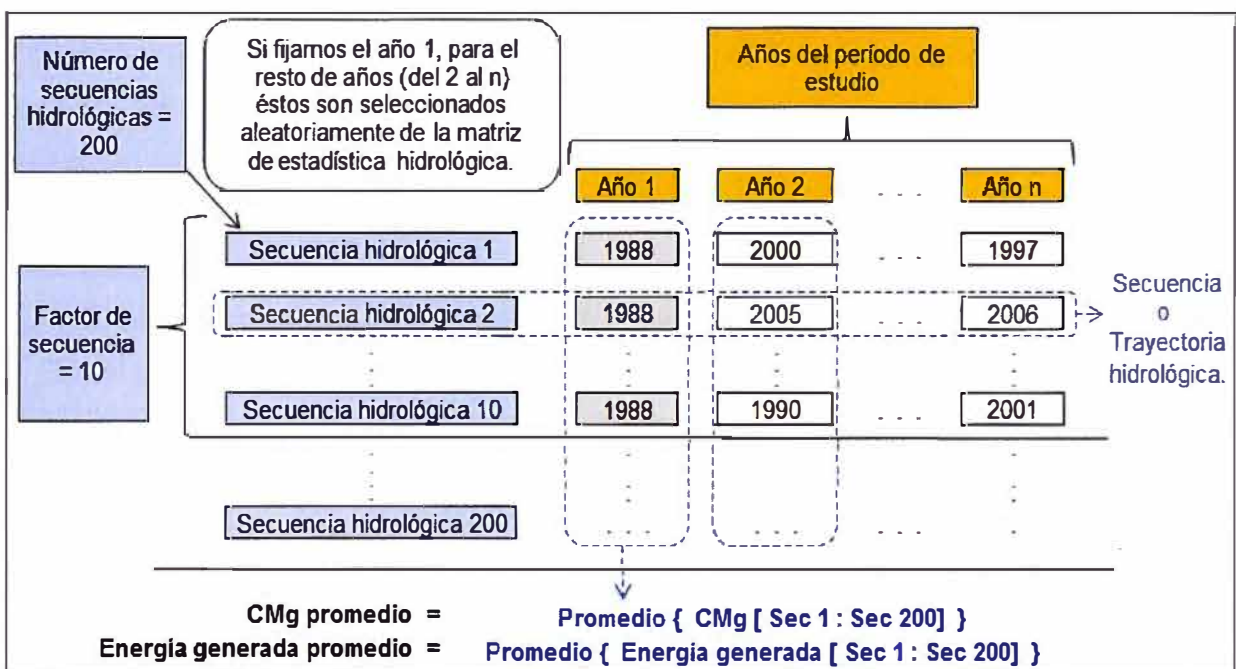 Número de
secuencias
hidrológicas =
200
Si fijamos el año 1, para el
resto de años (del 2 al n)
éstos son seleccionados
aleatoriamente de la matriz
de estadística hidrológica.
Años del período de
estudio
Año 1 Año 2 . . . Año n
Factor de
secuencia
= 10
Secuencia hidrológica 1 1988 2000 . . . 1997
Secuencia hidrológica 2 1988 2005 . . . 2006
Secuencia hidrológica 10 1988 1990 . . . 2001
Secuencia hidrológica 200 . . . . . . . . .
Secuencia
o
Trayectoria
hidrológica.
CMg promedio = Promedio { CMg [ Sec 1 : Sec 200] }
Energía generada promedio = Promedio { Energía generada [ Sec 1 : Sec 200] }